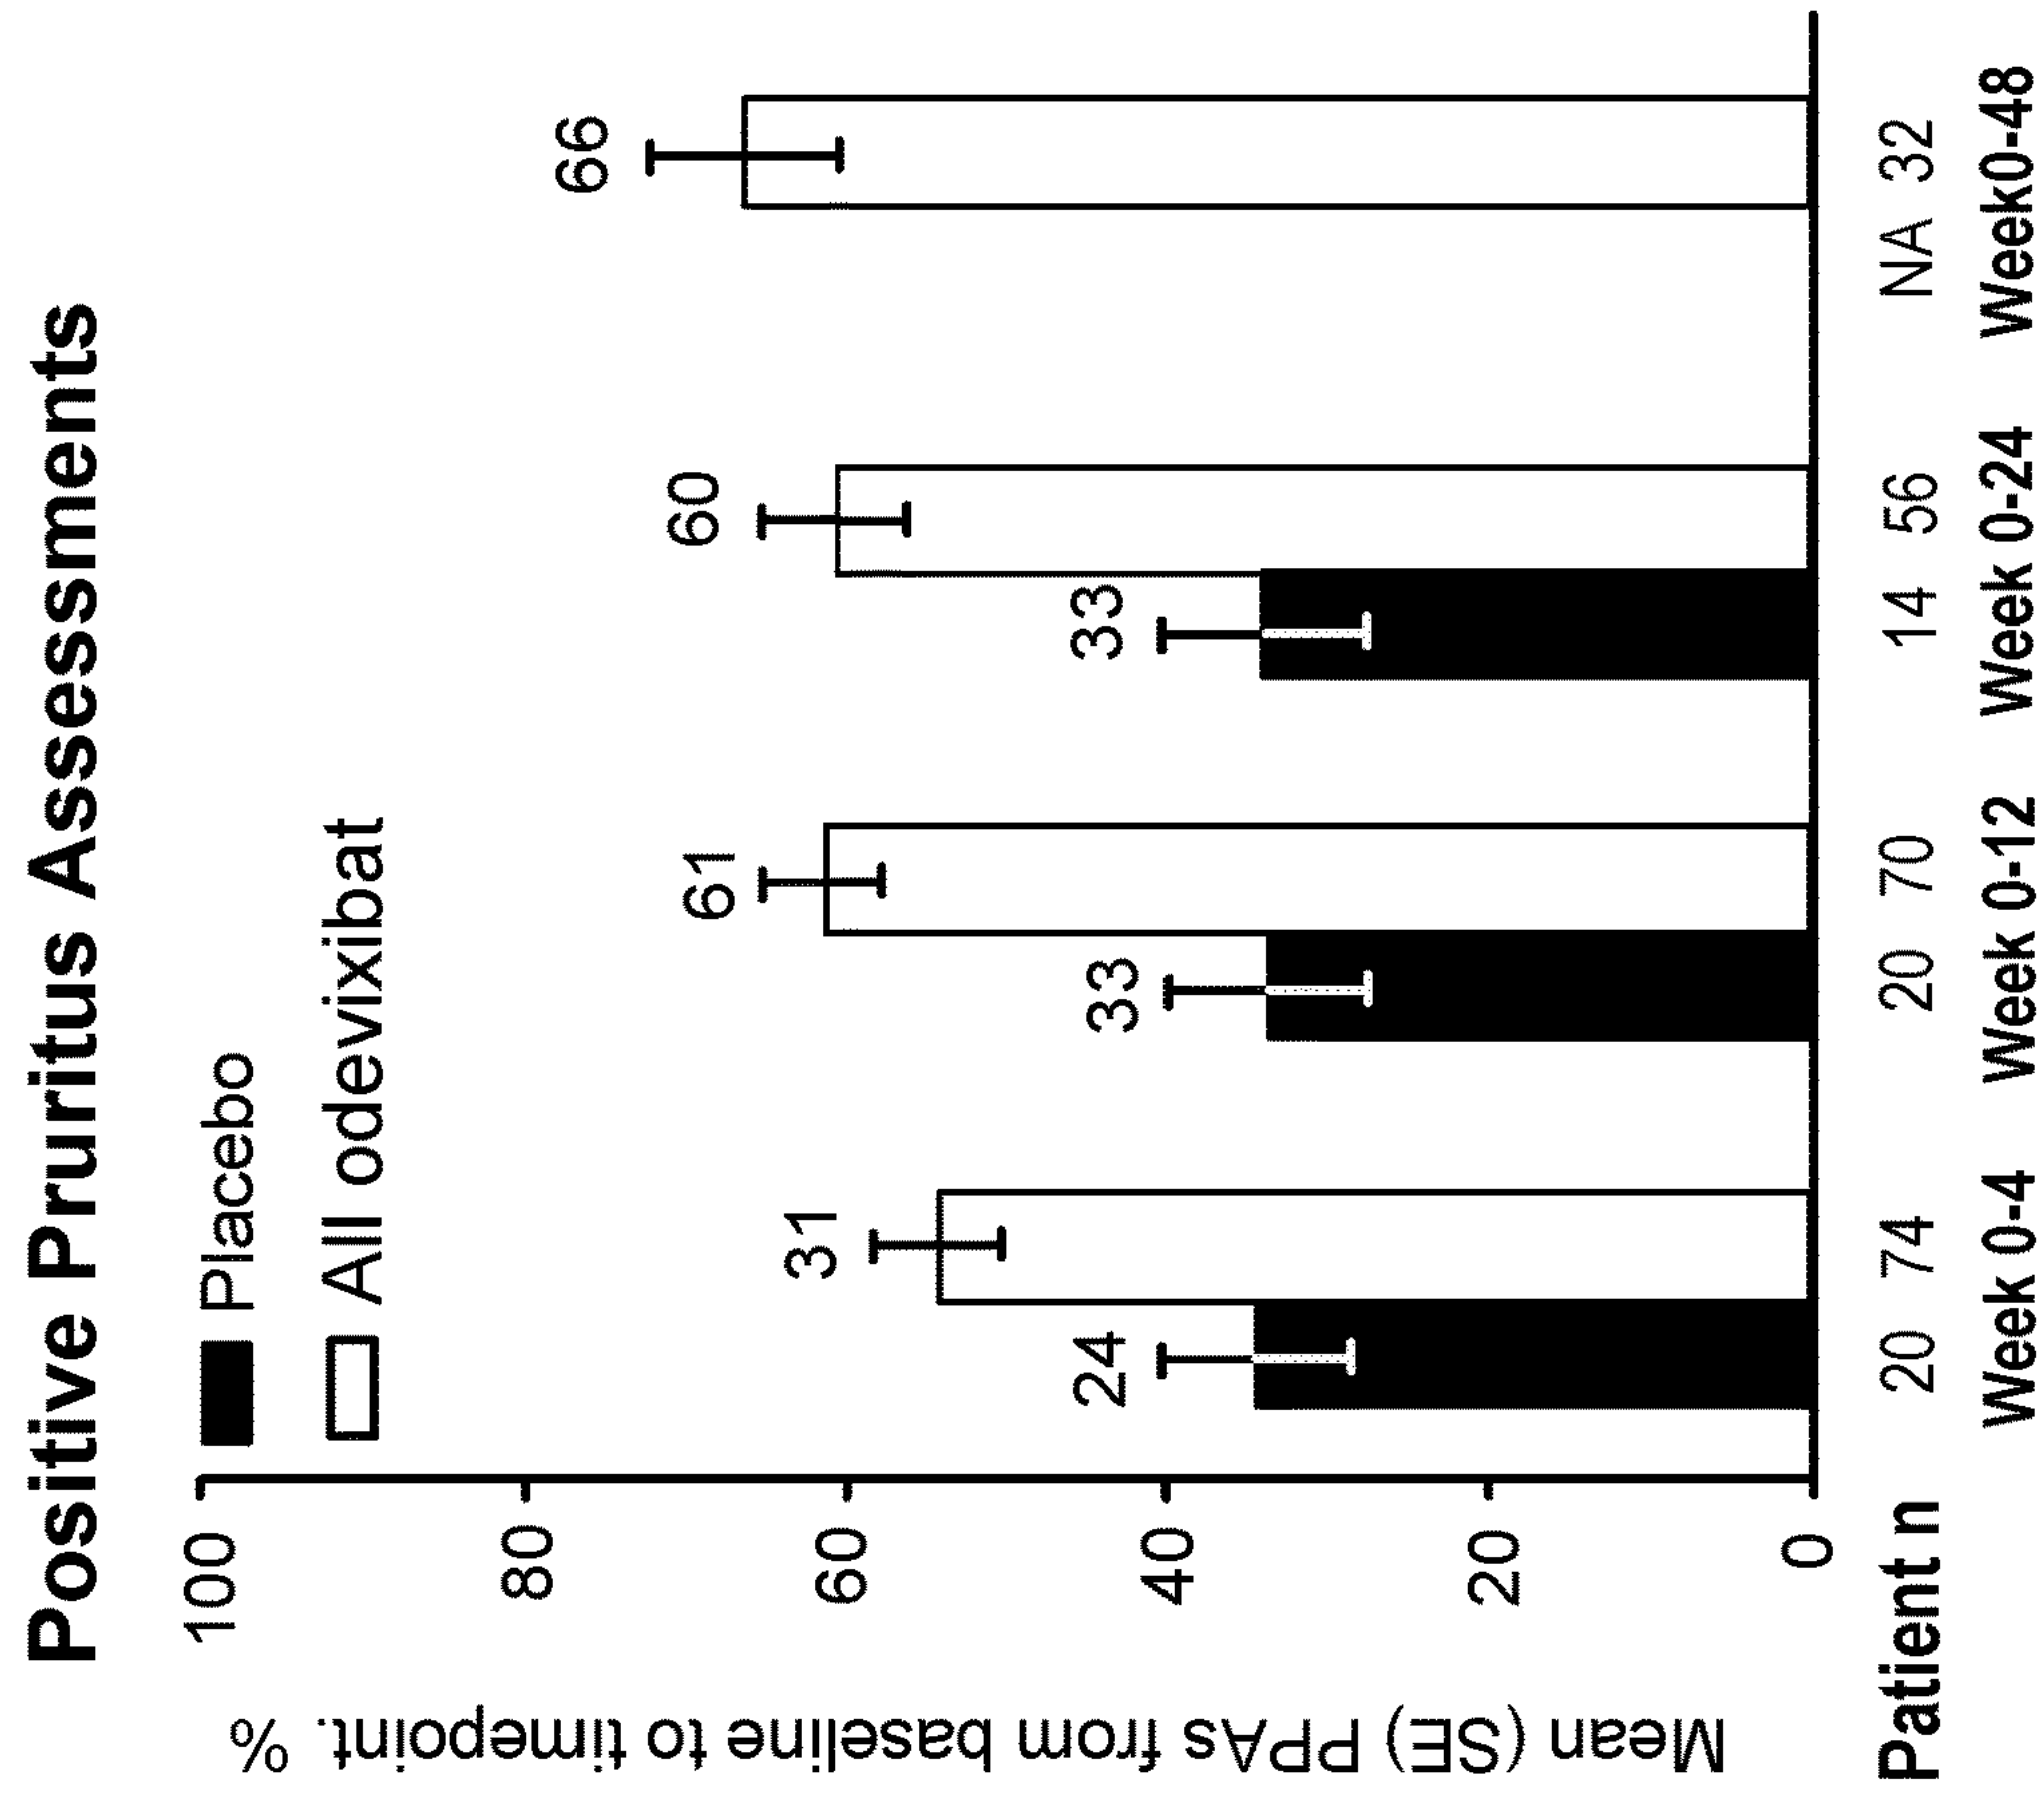 Positive Pruritus Assessments
Placebo
All odevixibat
Mean (SE) PPAs from baseline to timepoint. %
100
80
60
40
20
0
24
31
33
61
33
60
66
Patient n
20 74
20 70
14 56
NA 32
Week 0-4
Week 0-12
Week 0-24
Week0-48